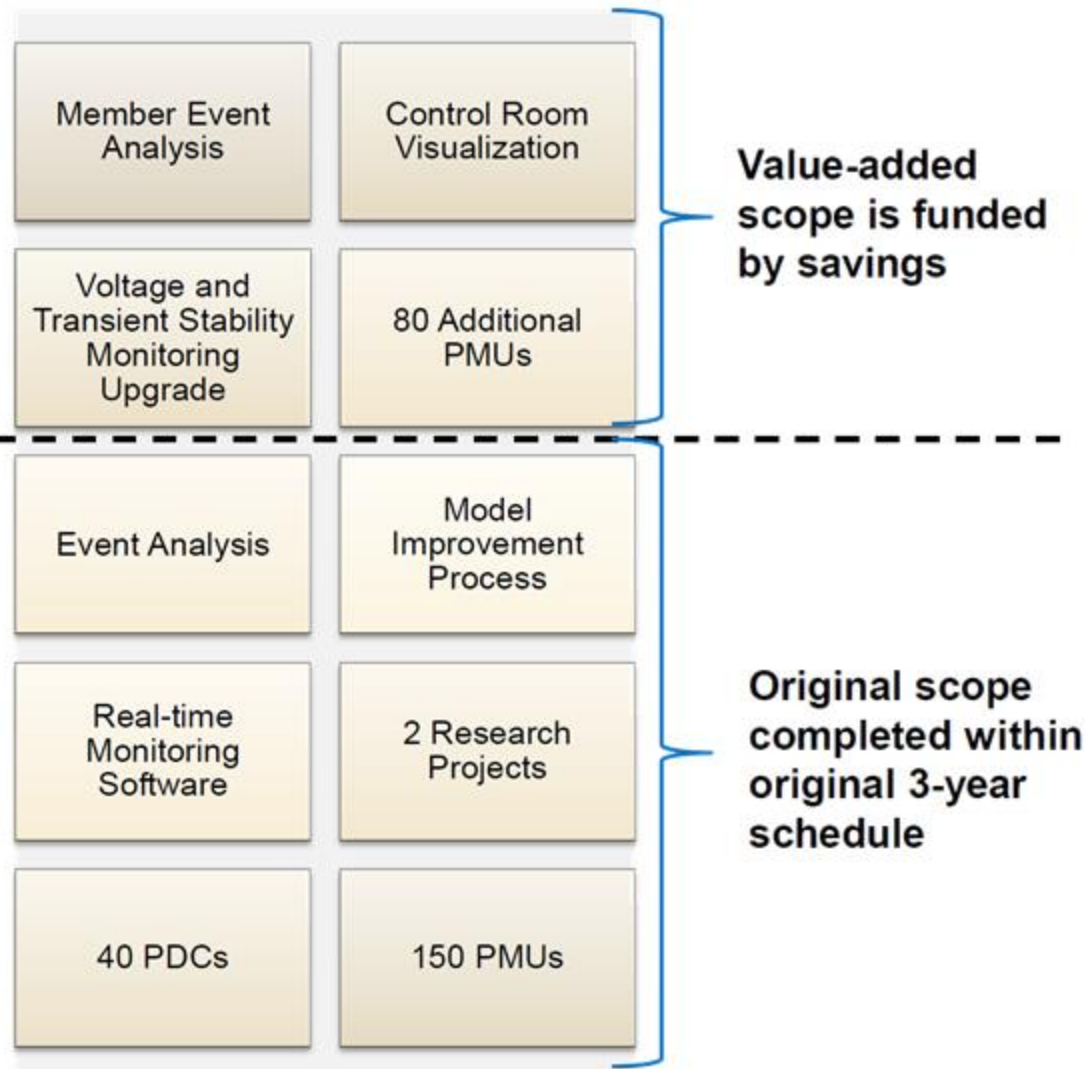 Member Event
Analysis
Control Room
Visualization
Voltage and
Transient Stability
Monitoring
Upgrade
80 Additional
PMUs
Value-added
scope is funded
by savings
Event Analysis
Model
Improvement
Process
Real-time
Monitoring
Software
2 Research
Projects
40 PDCs
150 PMUs
Original scope
completed within
original 3-year
schedule